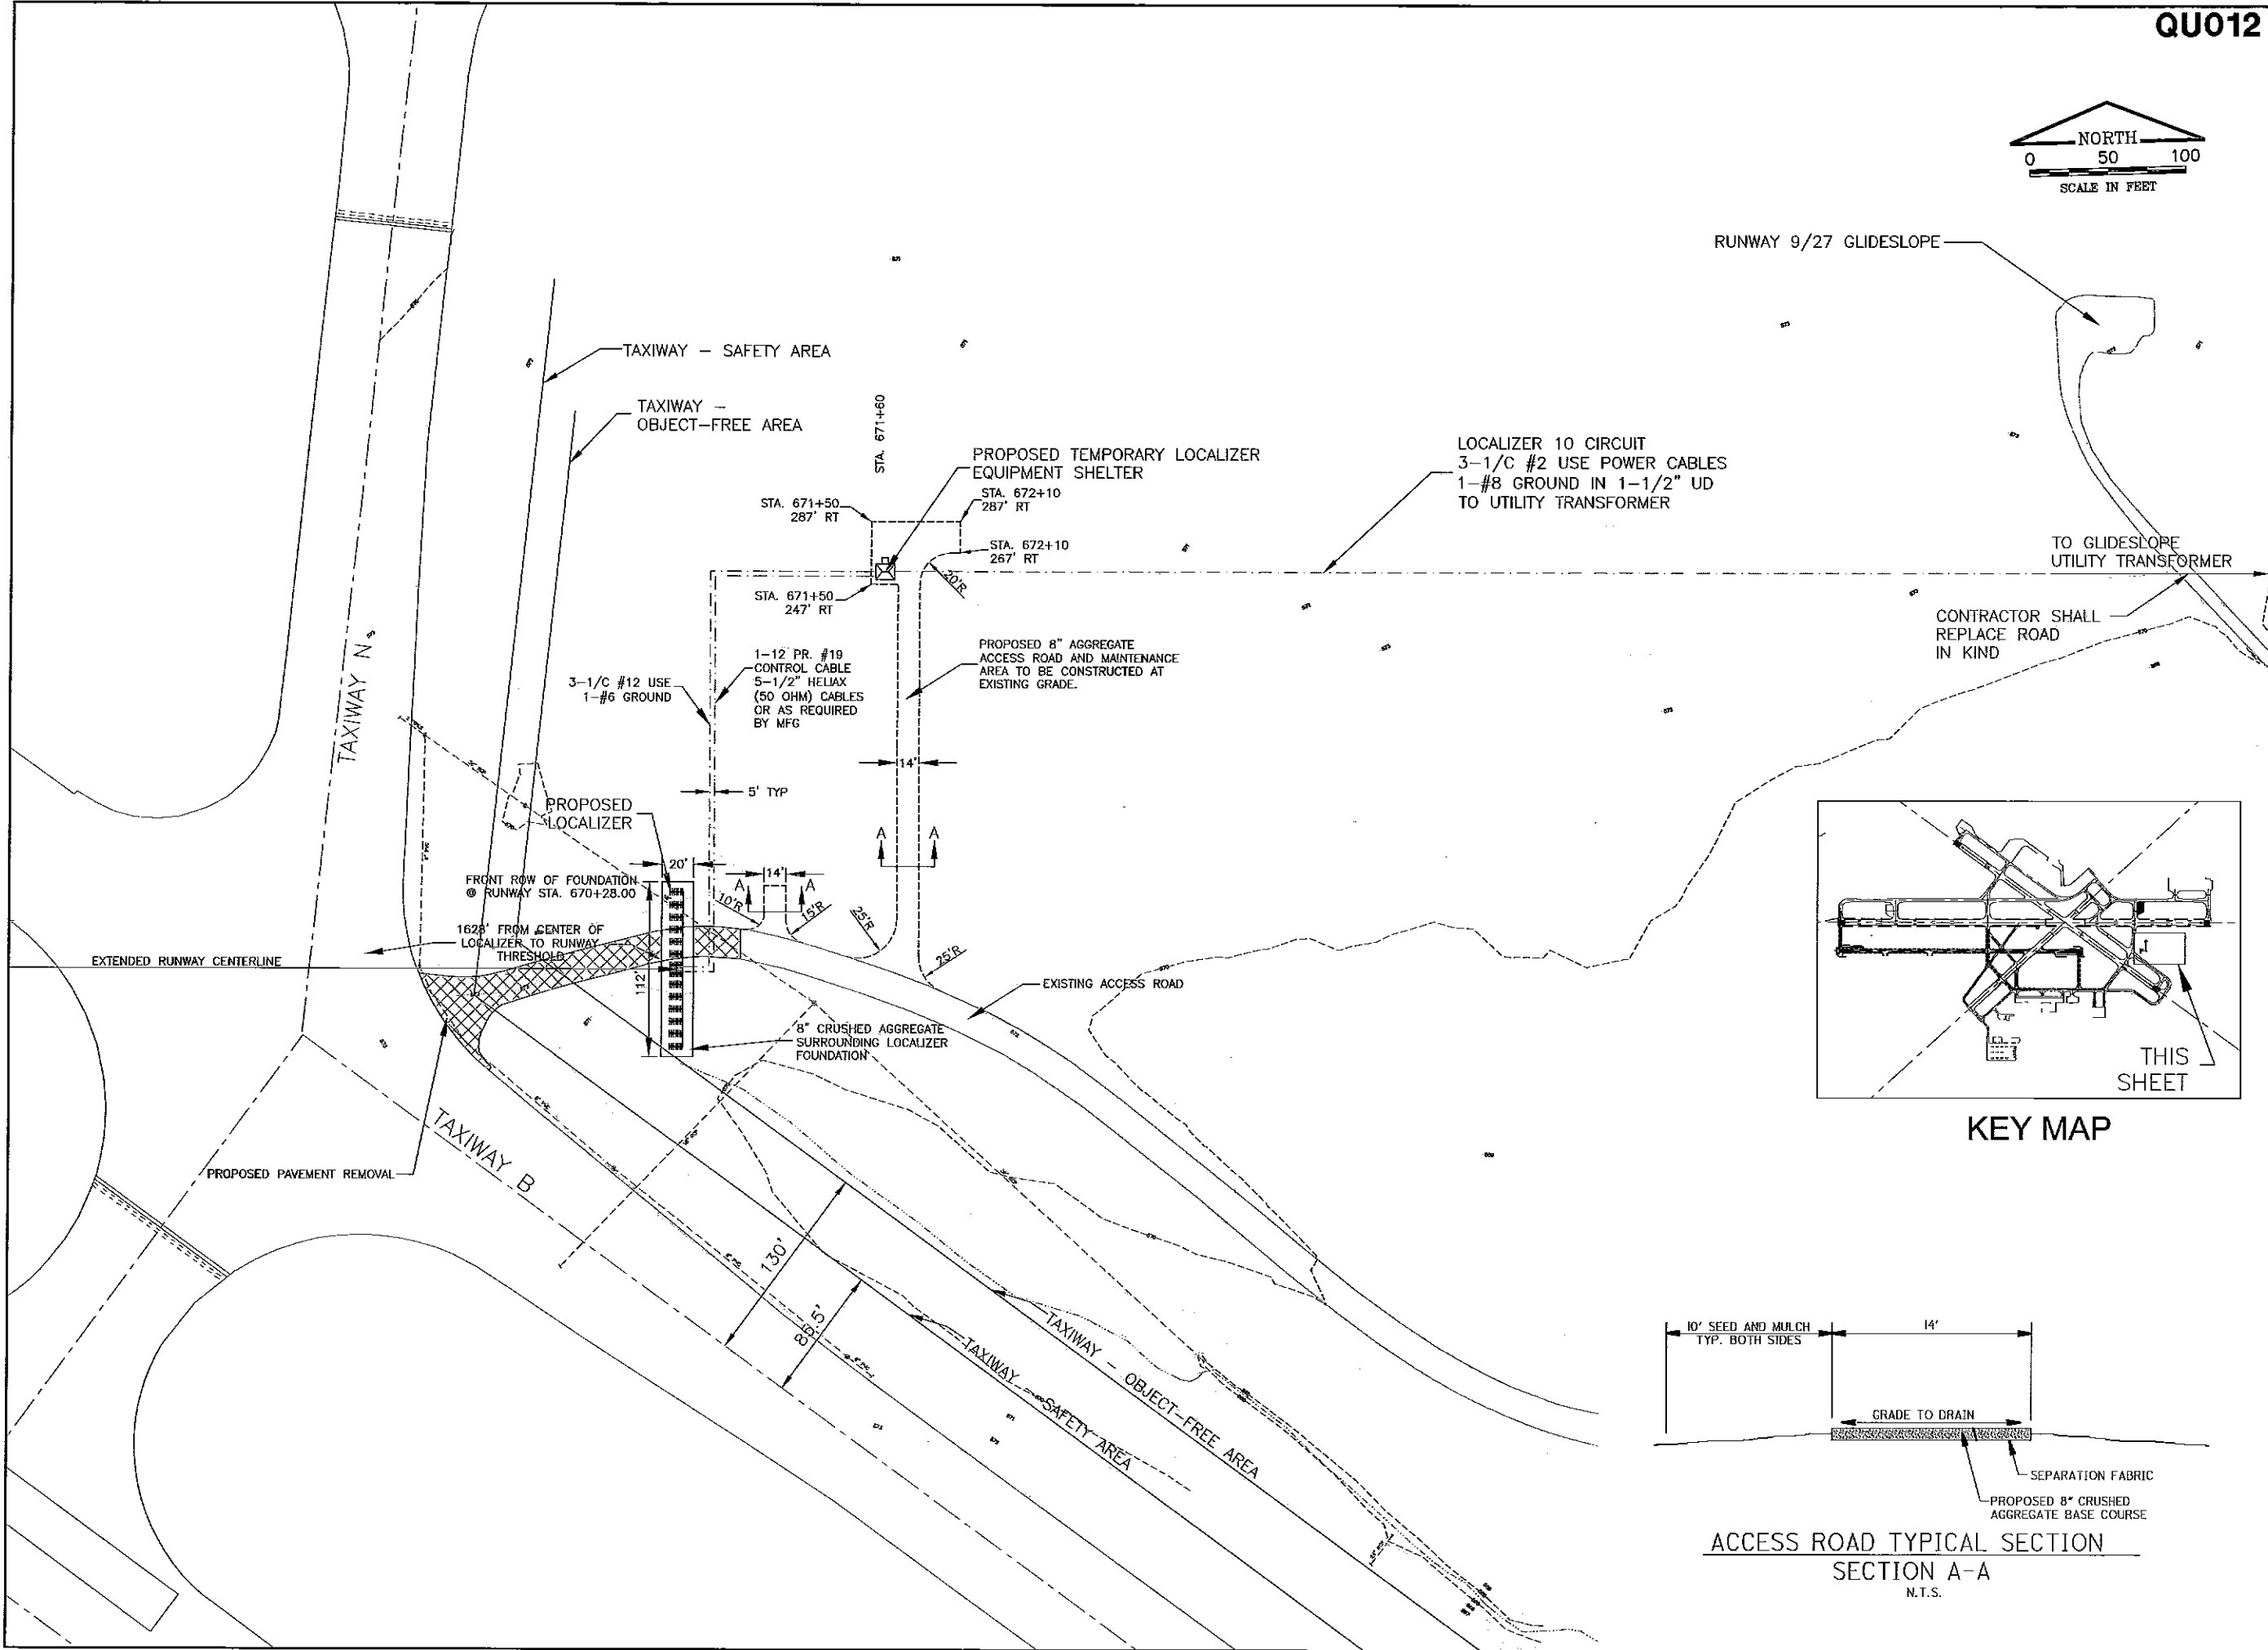 QU012
NORTH
0 50 100
SCALE IN FEET
RUNWAY 9/27 GLIDESLOPE
TAXIWAY - SAFETY AREA
TAXIWAY -
OBJECT-FREE AREA
STA. 671+60
PROPOSED TEMPORARY LOCALIZER
EQUIPMENT SHELTER
LOCALIZER 10 CIRCUIT
3-1/C #2 USE POWER CABLES
1-#8 GROUND IN 1-1/2" UD
TO UTILITY TRANSFORMER
STA. 671+50
287' RT
STA. 672+10
287' RT
STA. 672+10
267' RT
20'R
STA. 671+50
247' RT
TO GLIDESLOPE
UTILITY TRANSFORMER
CONTRACTOR SHALL
REPLACE ROAD
IN KIND
TAXIWAY N
3-1/C #12 USE
1-#6 GROUND
1-12 PR. #19
CONTROL CABLE
5-1/2" HELIAX
(50 OHM) CABLES
OR AS REQUIRED
BY MFG
PROPOSED 8" AGGREGATE
ACCESS ROAD AND MAINTENANCE
AREA TO BE CONSTRUCTED AT
EXISTING GRADE.
14'
5' TYP
PROPOSED
LOCALIZER
A A
20'
14'
FRONT ROW OF FOUNDATION
@ RUNWAY STA. 670+28.00
A A
10'R
15'R
25'R
25'R
1628' FROM CENTER OF
LOCALIZER TO RUNWAY
THRESHOLD
EXTENDED RUNWAY CENTERLINE
112'
EXISTING ACCESS ROAD
8" CRUSHED AGGREGATE
SURROUNDING LOCALIZER
FOUNDATION
THIS
SHEET
KEY MAP
TAXIWAY B
PROPOSED PAVEMENT REMOVAL
130'
TAXIWAY - OBJECT-FREE AREA
TAXIWAY - SAFETY AREA
10' SEED AND MULCH
TYP. BOTH SIDES
14'
GRADE TO DRAIN
SEPARATION FABRIC
PROPOSED 8" CRUSHED
AGGREGATE BASE COURSE
ACCESS ROAD TYPICAL SECTION
SECTION A-A
N.T.S.